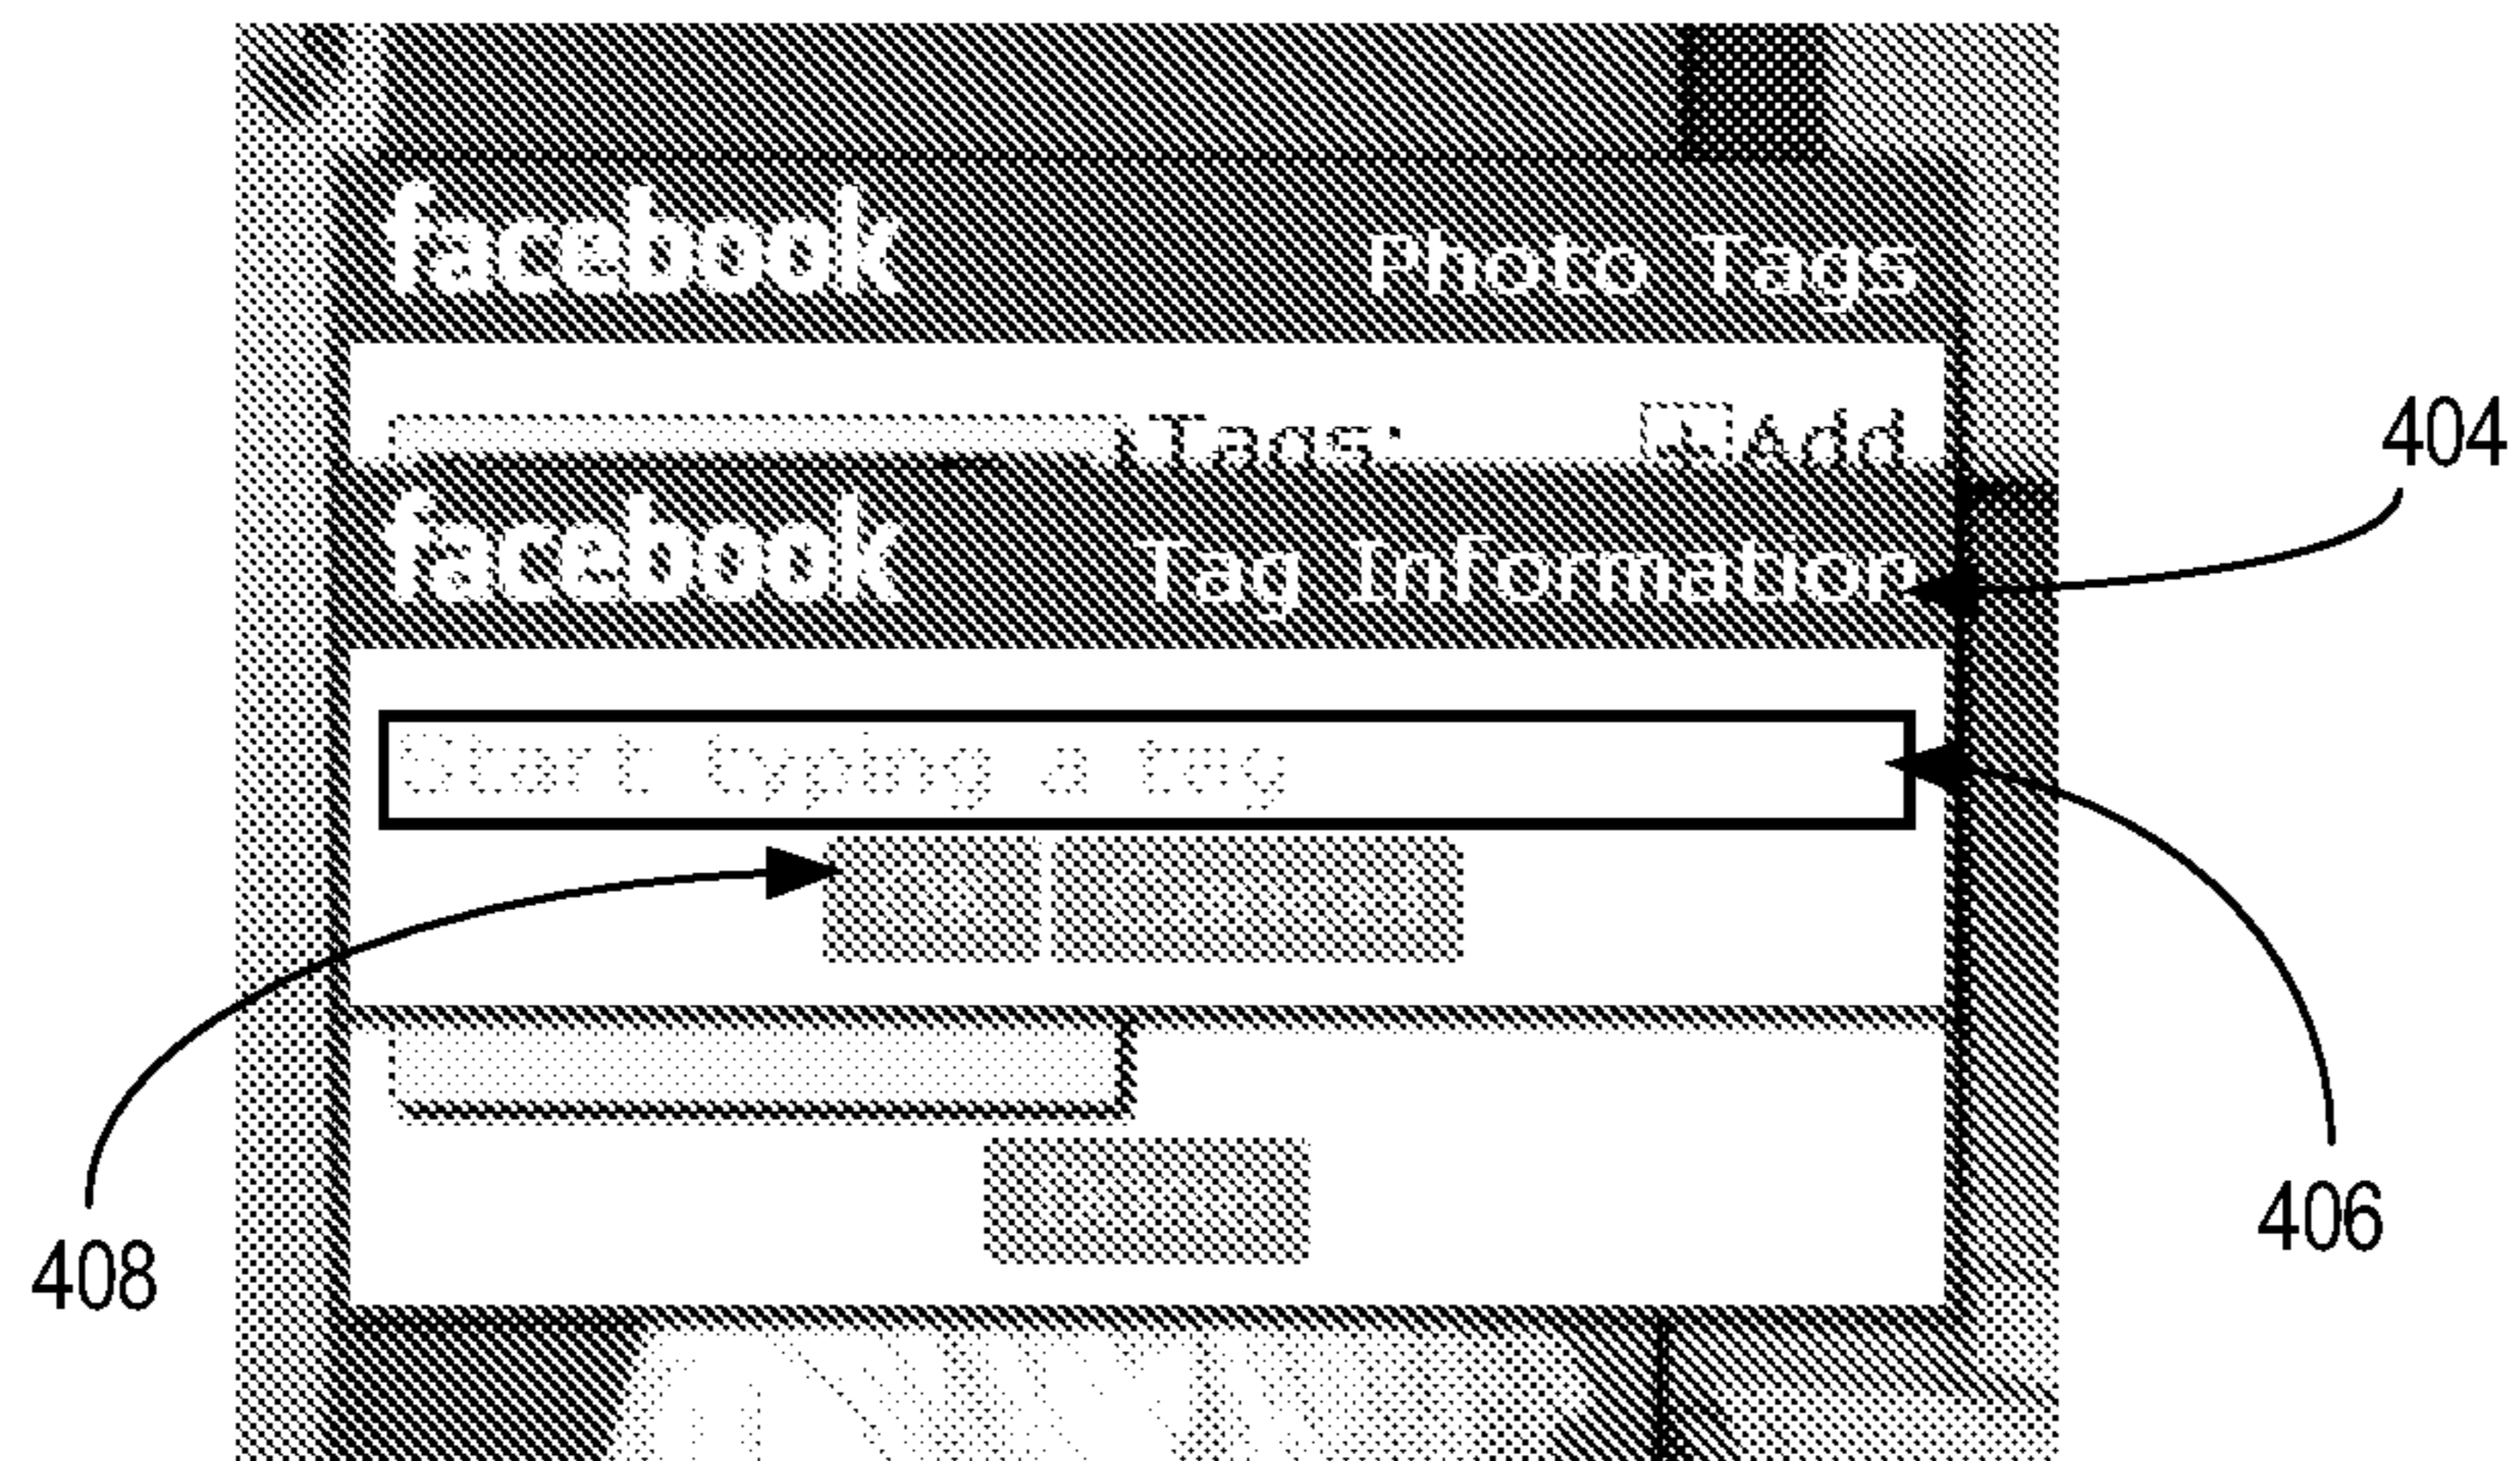 facebook Photo Tags
Tags: Add
404
facebook Tag Information
Start typing a tag
406
408